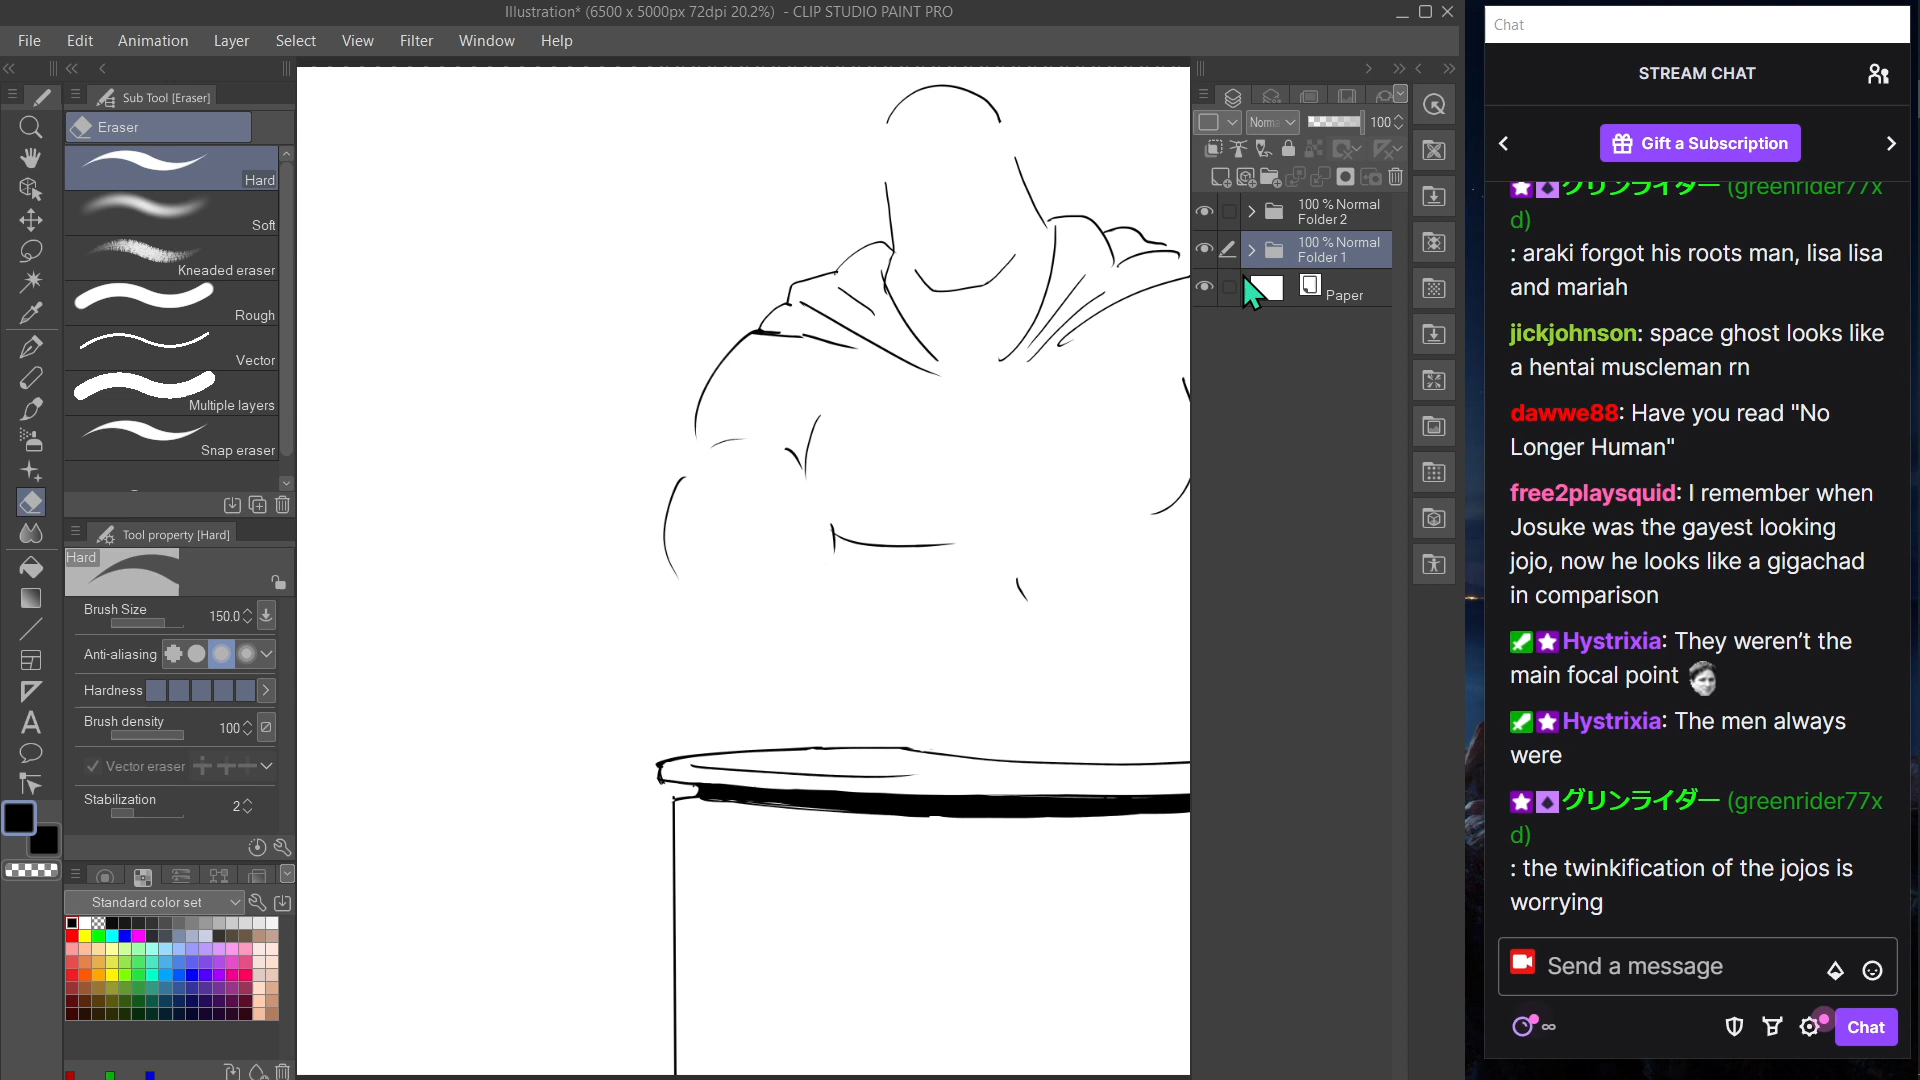 Illustration* (6500 x 5000px 72dpi 20.2%) - CLIP STUDIO PAINT PRO
File Edit Animation Layer Select View Filter Window Help
Sub Tool [Eraser]
Eraser
Hard
Soft
Kneaded eraser
Rough
Vector
Multiple layers
Snap eraser
Tool property [Hard]
Hard
Brush Size 150.0
Anti-aliasing
Hardness
Brush density 100
Vector eraser
Stabilization 2
Standard color set
Norma 100
100 % Normal
Folder 2
100 % Normal
Folder 1
Paper
Chat
STREAM CHAT
Gift a Subscription
グリンライダー (greenrider77x
d)
: araki forgot his roots man, lisa lisa
and mariah
jickjohnson: space ghost looks like
a hentai muscleman rn
dawwe88: Have you read "No
Longer Human"
free2playsquid: I remember when
Josuke was the gayest looking
jojo, now he looks like a gigachad
in comparison
Hystrixia: They weren't the
main focal point
Hystrixia: The men always
were
グリンライダー (greenrider77x
d)
: the twinkification of the jojos is
worrying
Send a message
∞
Chat